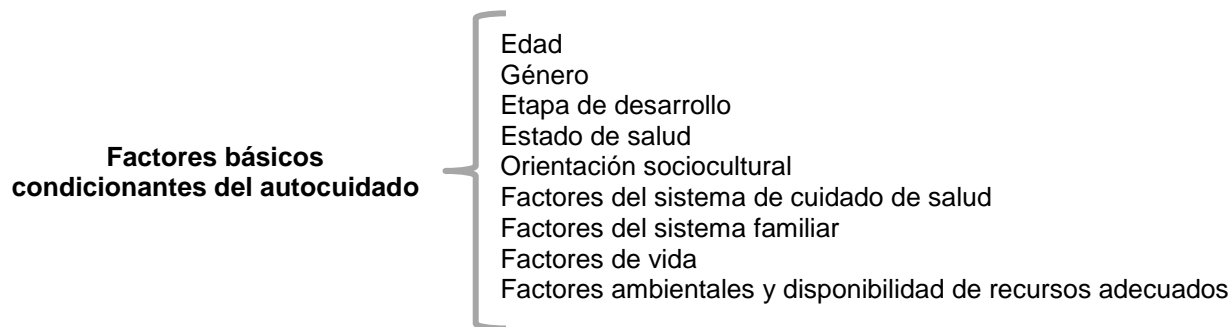 Factores básicos
condicionantes del autocuidado
Edad
Género
Etapa de desarrollo
Estado de salud
Orientación sociocultural
Factores del sistema de cuidado de salud
Factores del sistema familiar
Factores de vida
Factores ambientales y disponibilidad de recursos adecuados